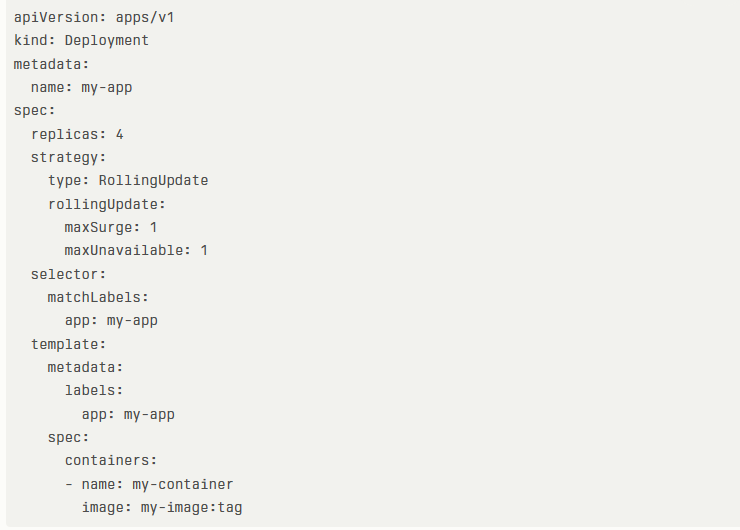 apiVersion: apps/v1
kind: Deployment
metadata:
  name: my-app
spec:
  replicas: 4
  strategy:
    type: RollingUpdate
    rollingUpdate:
      maxSurge: 1
      maxUnavailable: 1
  selector:
    matchLabels:
      app: my-app
  template:
    metadata:
      labels:
        app: my-app
    spec:
      containers:
      - name: my-container
        image: my-image:tag